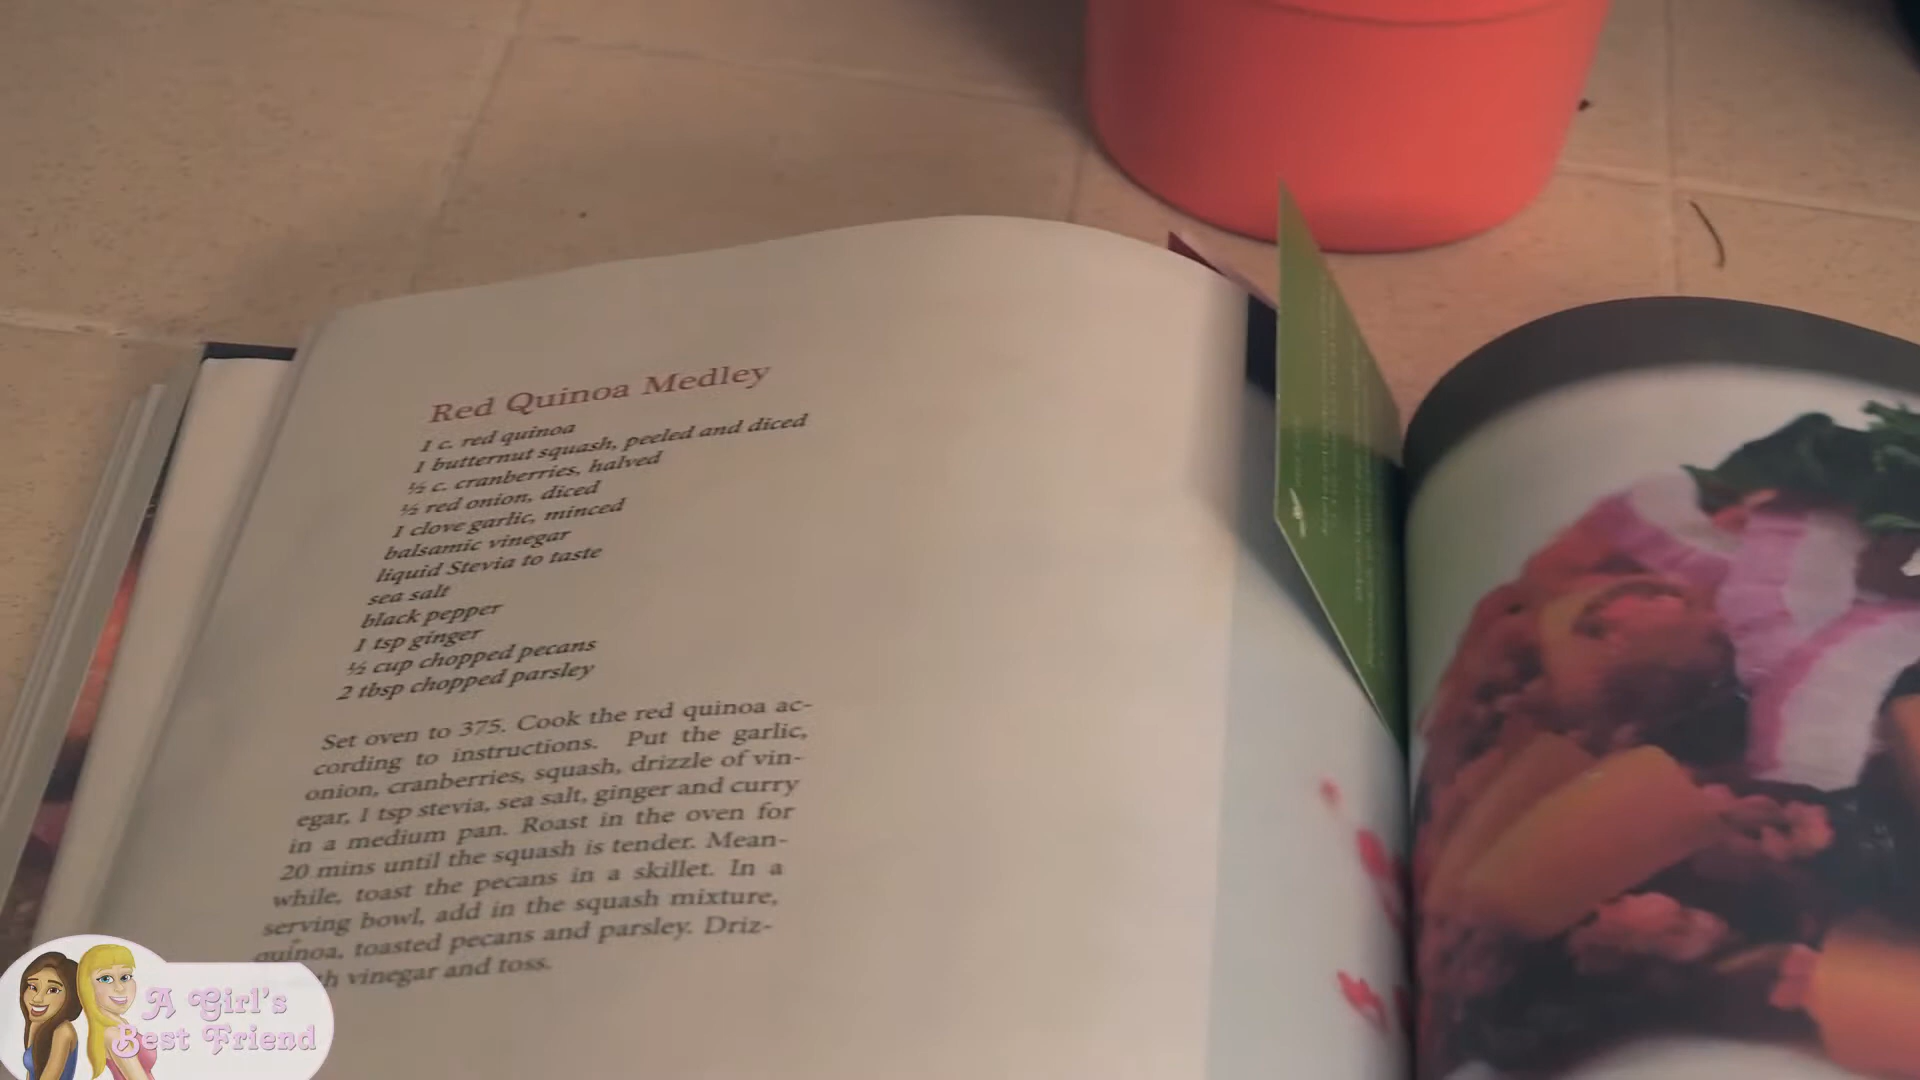 Red Quinoa Medley
1 c. red quinoa
1 butternut squash, peeled and diced
½ c. cranberries, halved
½ red onion, diced
1 clove garlic, minced
balsamic vinegar
liquid Stevia to taste
sea salt
black pepper
1 tsp ginger
½ cup chopped pecans
2 tbsp chopped parsley
Set oven to 375. Cook the red quinoa ac-
cording to instructions. Put the garlic,
onion, cranberries, squash, drizzle of vin-
egar, 1 tsp stevia, sea salt, ginger and curry
in a medium pan. Roast in the oven for
20 mins until the squash is tender. Mean-
while, toast the pecans in a skillet. In a
serving bowl, add in the squash mixture,
quinoa, toasted pecans and parsley. Driz-
vinegar and toss.
A Girl's
Best Friend